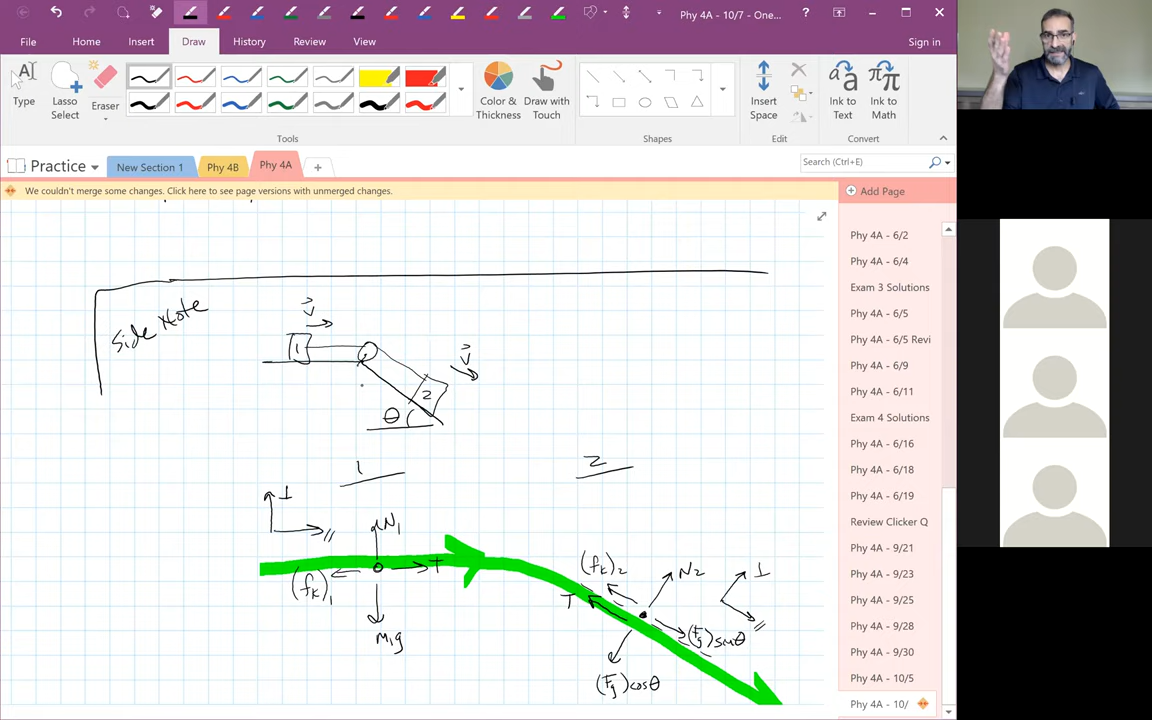 Phy 4A - 10/7 - One...
File Home Insert Draw History Review View
Sign in
Type
Lasso Select
Eraser
Color & Thickness
Draw with Touch
Insert Space
Ink to Text
Ink to Math
Tools
Shapes
Edit
Convert
Practice
New Section 1
Phy 4B
Phy 4A
Search (Ctrl+E)
We couldn't merge some changes. Click here to see page versions with unmerged changes.
Add Page
Phy 4A - 6/2
Phy 4A - 6/4
Exam 3 Solutions
Phy 4A - 6/5
Phy 4A - 6/5 Revi
Phy 4A - 6/9
Phy 4A - 6/11
Exam 4 Solutions
Phy 4A - 6/16
Phy 4A - 6/18
Phy 4A - 6/19
Review Clicker Q
Phy 4A - 9/21
Phy 4A - 9/23
Phy 4A - 9/25
Phy 4A - 9/28
Phy 4A - 9/30
Phy 4A - 10/5
Phy 4A - 10/
Side Note
v
1
v
2
θ
1
2
⊥
//
N1
(fk)1
T
m1g
(fk)2
T
N2
⊥
//
(Fg)sinθ
(Fg)cosθ